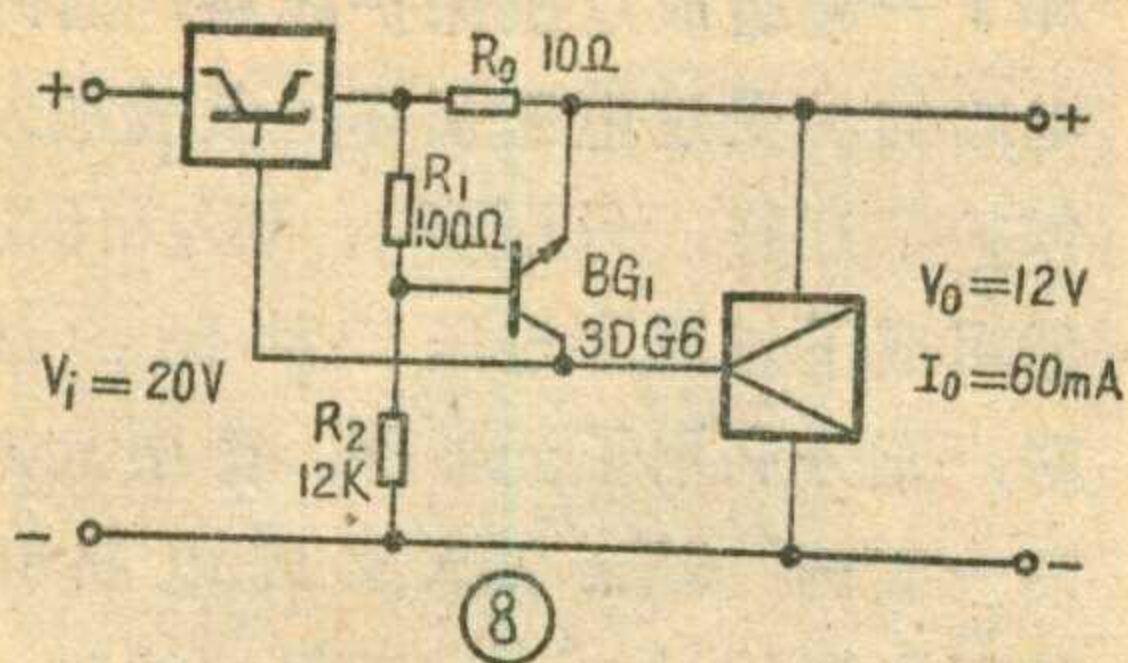 R₀ 10Ω
+
+
R₁
100Ω
BG₁
3DG6
V₀=12V
I₀=60mA
Vᵢ=20V
R₂
12K
-
-
⑧